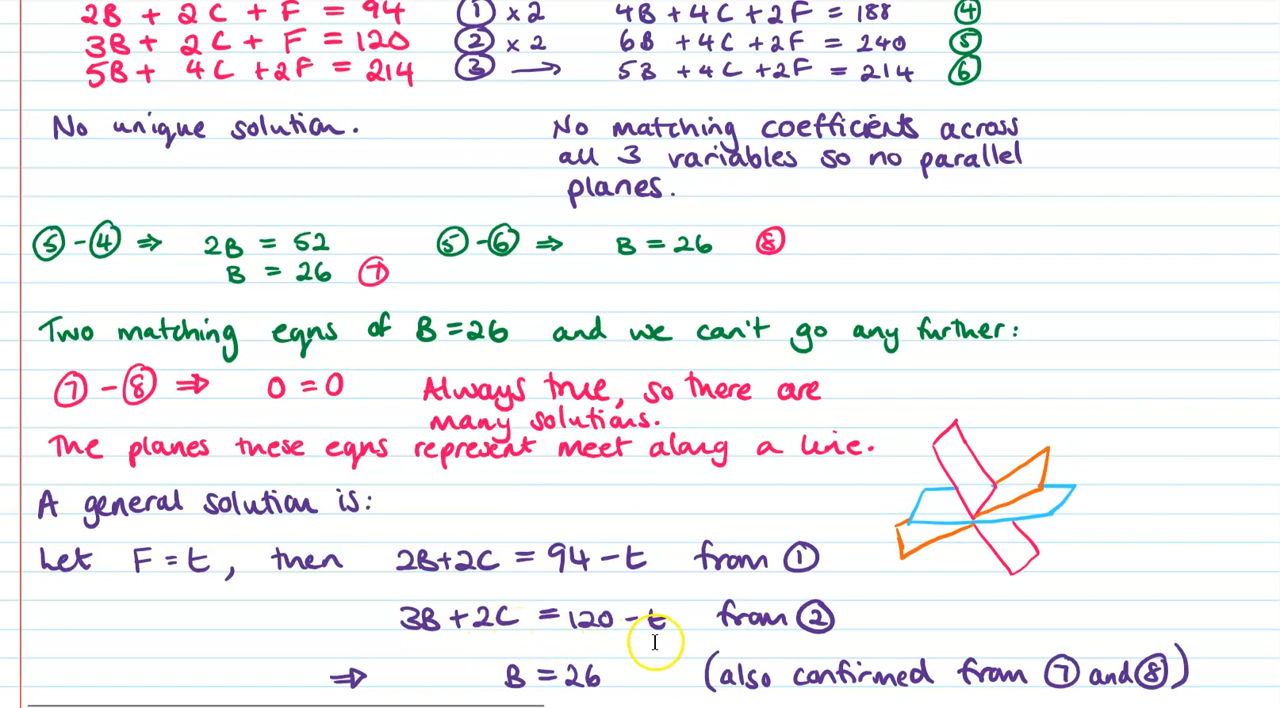 2B + 2C + F = 94 ① x 2 4B + 4C + 2F = 188 ④
3B + 2C + F = 120 ② x 2 6B + 4C + 2F = 240 ⑤
5B + 4C + 2F = 214 ③ → 5B + 4C + 2F = 214 ⑥
No unique solution.
No matching coefficients across
all 3 variables so no parallel
planes.
⑤ - ④ ⇒ 2B = 52 ⑤ - ⑥ ⇒ B = 26 ⑧
B = 26 ⑦
Two matching eqns of B = 26 and we can't go any further:
⑦ - ⑧ ⇒ 0 = 0 Always true, so there are
many solutions.
The planes these eqns represent meet along a line.
A general solution is:
Let F = t, then 2B + 2C = 94 - t from ①
3B + 2C = 120 - t from ②
⇒ B = 26 (also confirmed from ⑦ and ⑧)